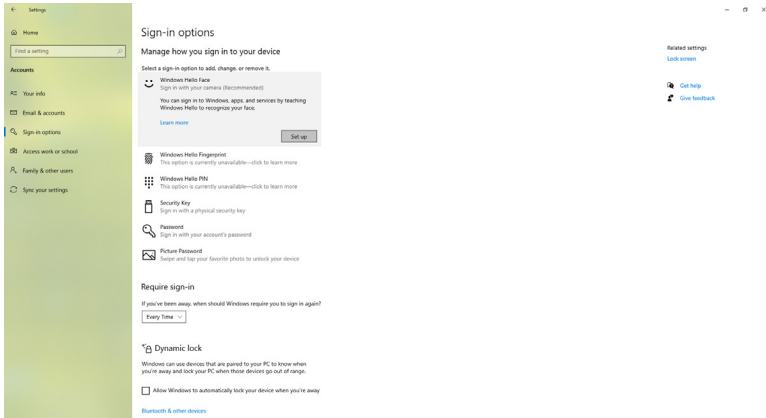 Settings
Home
Find a setting
Accounts
Your info
Email & accounts
Sign-in options
Access work or school
Family & other users
Sync your settings
Sign-in options
Manage how you sign in to your device
Select a sign-in option to add, change, or remove it.
Windows Hello Face
Sign in with your camera (Recommended)
You can sign in to Windows, apps, and services by teaching
Windows Hello to recognize your face.
Learn more
Set up
Windows Hello Fingerprint
This option is currently unavailable—click to learn more
Windows Hello PIN
This option is currently unavailable—click to learn more
Security Key
Sign in with a physical security key
Password
Sign in with your account's password
Picture Password
Swipe and tap your favorite photo to unlock your device
Require sign-in
If you've been away, when should Windows require you to sign in again?
Every Time
Dynamic lock
Windows can use devices that are paired to your PC to know when
you're away and lock your PC when those devices go out of range.
Allow Windows to automatically lock your device when you're away
Bluetooth & other devices
Related settings
Lock screen
Get help
Give feedback